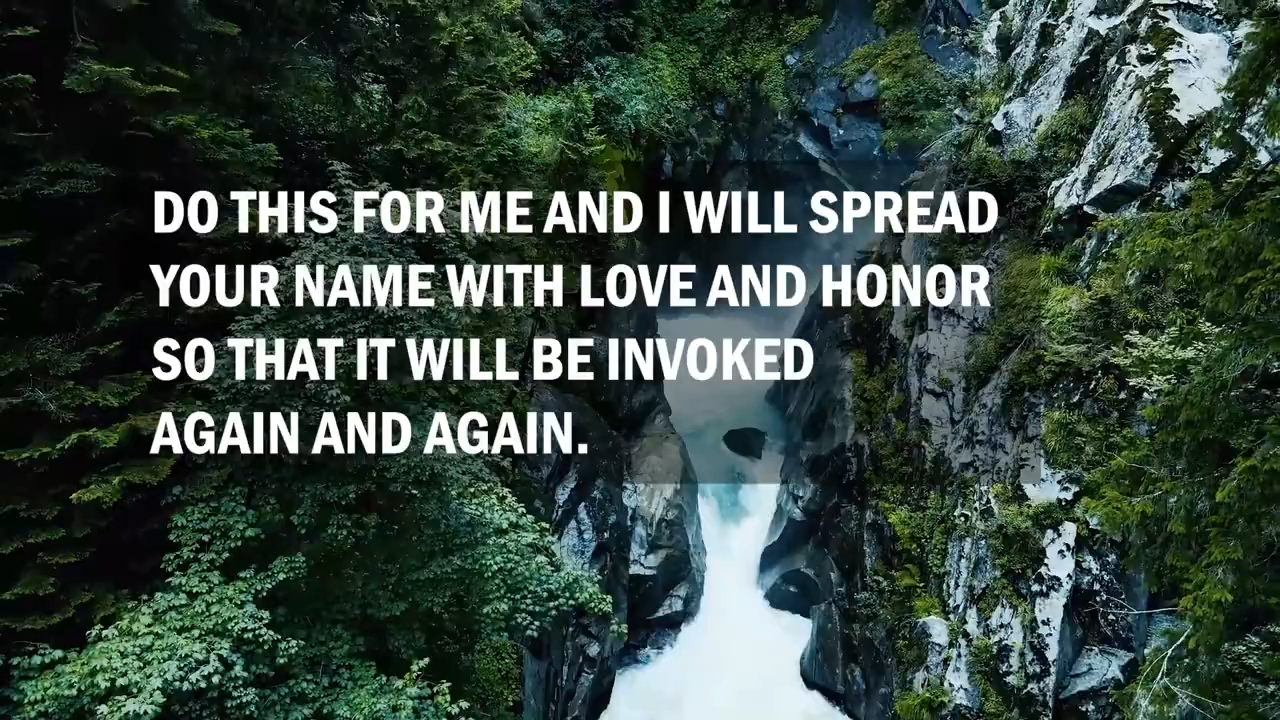 DO THIS FOR ME AND I WILL SPREAD
YOUR NAME WITH LOVE AND HONOR
SO THAT IT WILL BE INVOKED
AGAIN AND AGAIN.